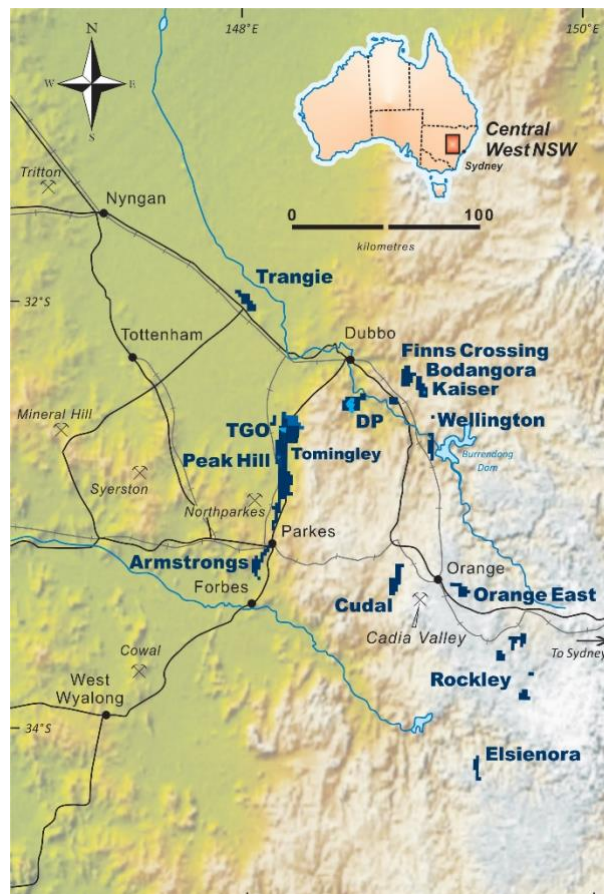 148°E
150°E
N
W
E
S
Central
West NSW
Sydney
Tritton
Nyngan
0
100
kilometres
Trangie
32°S
Tottenham
Dubbo
Finns Crossing
Bodangora
Kaiser
Mineral Hill
TGO
DP
Wellington
Peak Hill
Tomingley
Burrendong
Dam
Syerston
Northparkes
Parkes
Armstrongs
Orange
Forbes
Cudal
Orange East
Cadia Valley
To Sydney
Cowal
West
Wyalong
Rockley
34°S
Elsienora